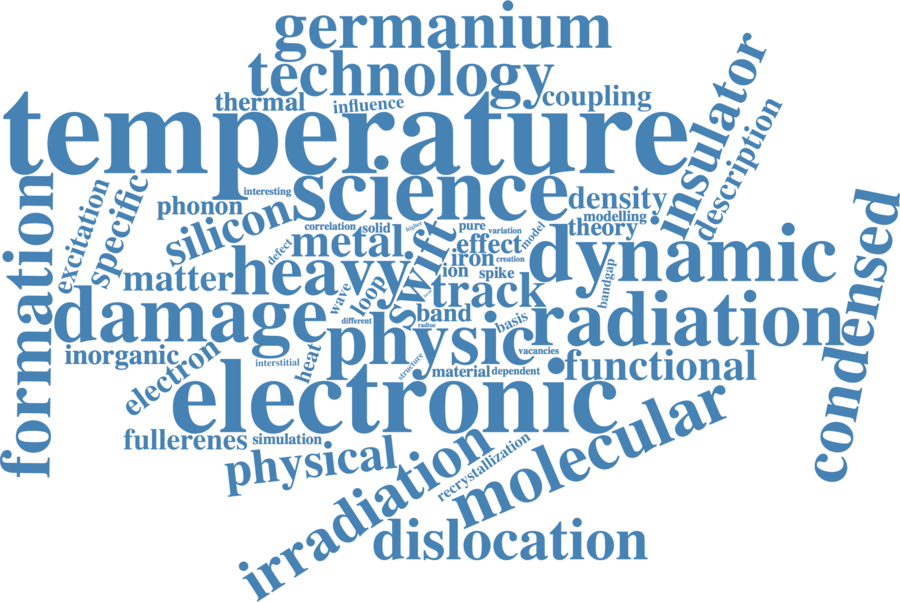 germanium
technology
thermal
influence
coupling
temperature
insulator
description
interesting
science
density
phonon
silicon
specific
excitation
formation
correlation
solid
higher
pure
variation
modelling
theory
model
defect
metal
swift
effect
iron
creation
dynamic
condensed
matter
heavy
ion
spike
bandgap
wave
loop
track
damage
different
band
radius
basis
radiation
physic
inorganic
electron
interstitial
heat
structure
vacancies
material
dependent
functional
electronic
fullerenes
simulation
physical
irradiation
recrystallization
molecular
dislocation